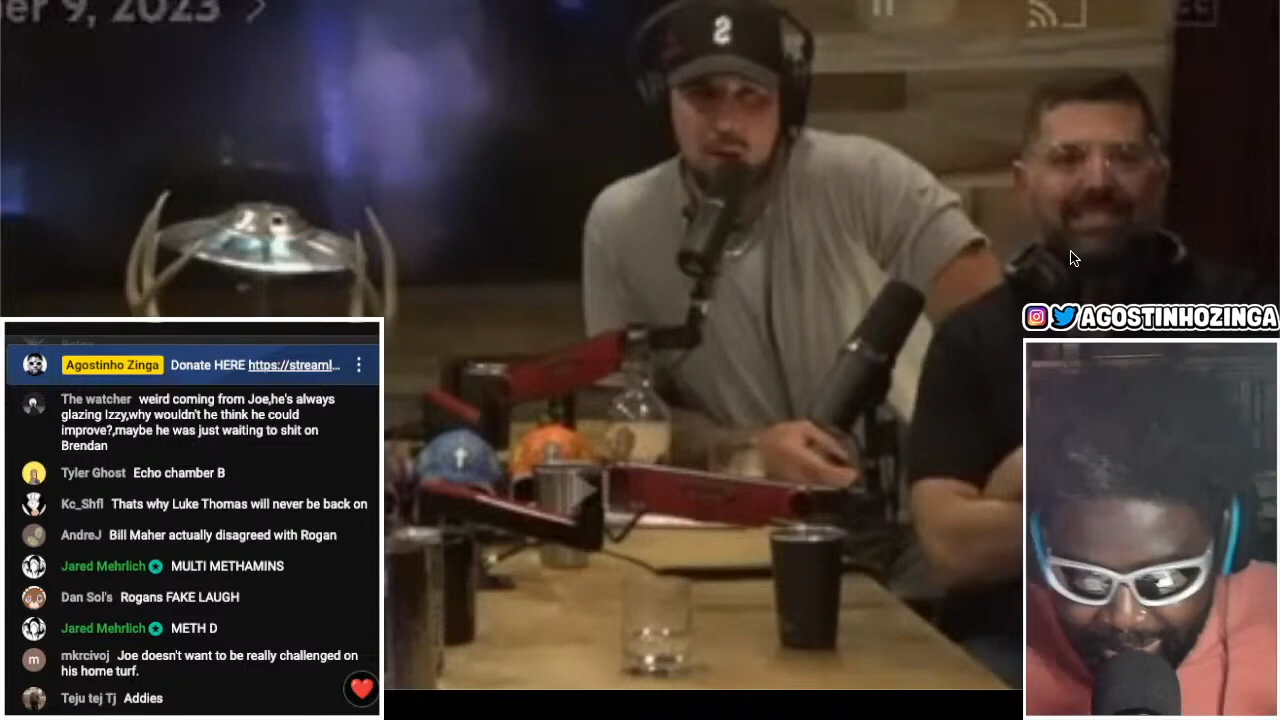 er 9, 2023 >
2
AGOSTINHOZINGA
Agostinho Zinga Donate HERE https://streaml...
The watcher weird coming from Joe,he's always
glazing Izzy,why wouldn't he think he could
improve?,maybe he was just waiting to shit on
Brendan
Tyler Ghost Echo chamber B
Kc_Shfl Thats why Luke Thomas will never be back on
AndreJ Bill Maher actually disagreed with Rogan
Jared Mehrlich MULTI METHAMINS
Dan Sol's Rogans FAKE LAUGH
Jared Mehrlich METH D
m mkrcivoj Joe doesn't want to be really challenged on
his home turf.
Teju tej Tj Addies